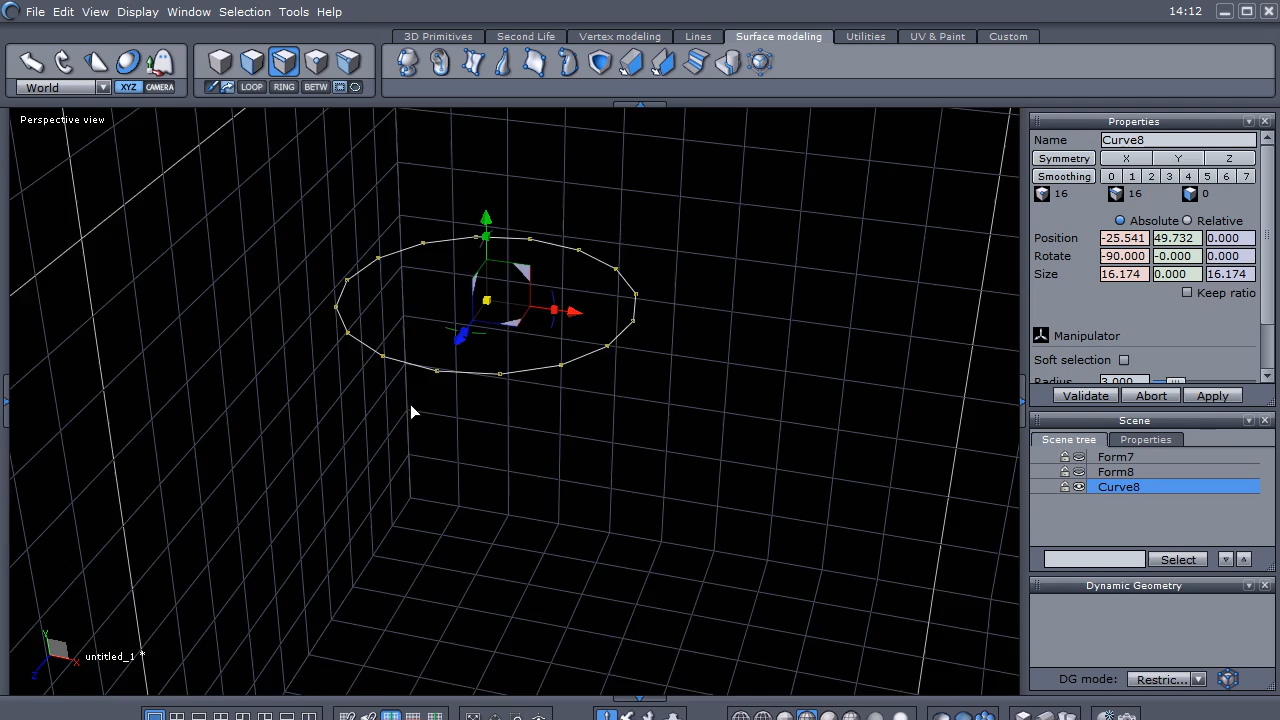 File Edit View Display Window Selection Tools Help
14:12
3D Primitives Second Life Vertex modeling Lines Surface modeling Utilities UV & Paint Custom
World XYZ CAMERA LOOP RING BETW
Perspective view
Properties
Name Curve8
Symmetry X Y Z
Smoothing 0 1 2 3 4 5 6 7
16 16 0
Absolute Relative
Position -25.541 49.732 0.000
Rotate -90.000 -0.000 0.000
Size 16.174 0.000 16.174
Keep ratio
Manipulator
Soft selection
Radius 3.000
Validate Abort Apply
Scene
Scene tree Properties
Form7
Form8
Curve8
Select
Dynamic Geometry
DG mode: Restric...
Y
X
Z
untitled_1 *